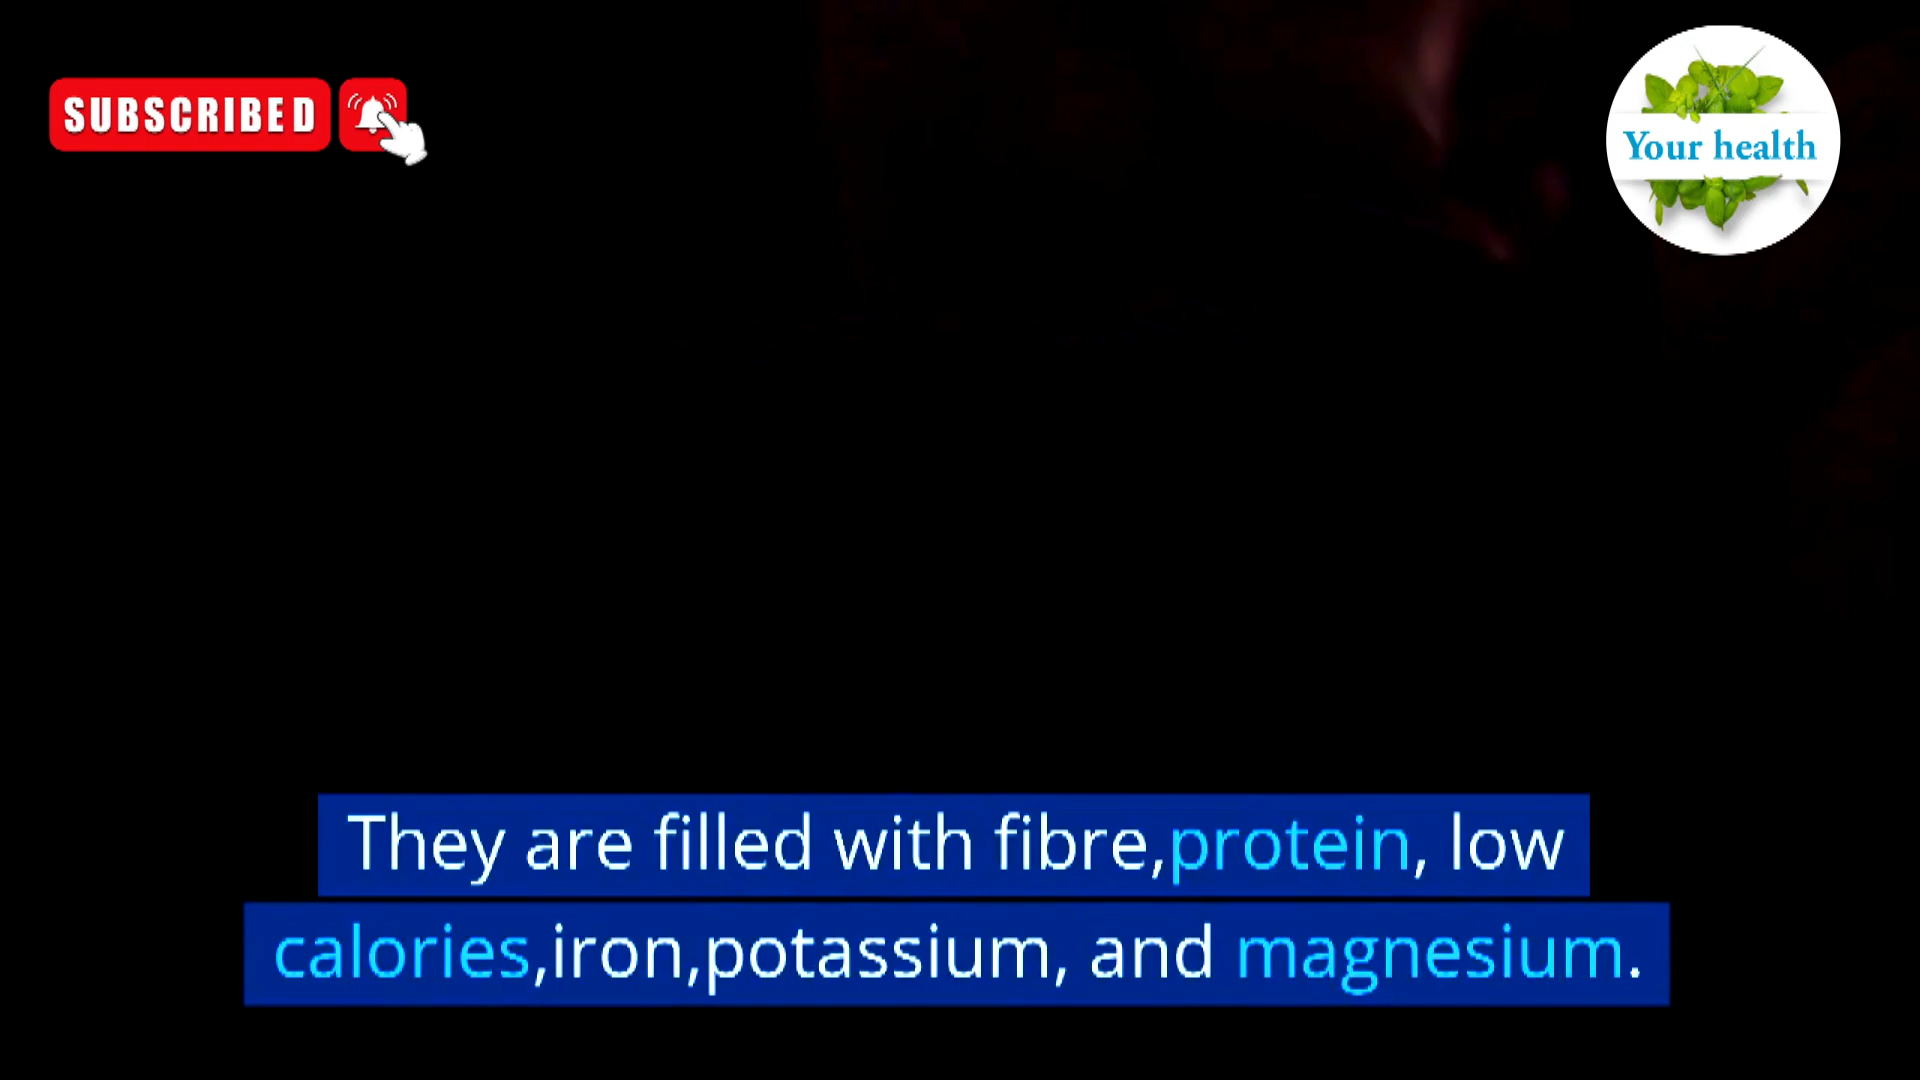 SUBSCRIBED
Your health
They are filled with fibre,protein, low
calories,iron,potassium, and magnesium.